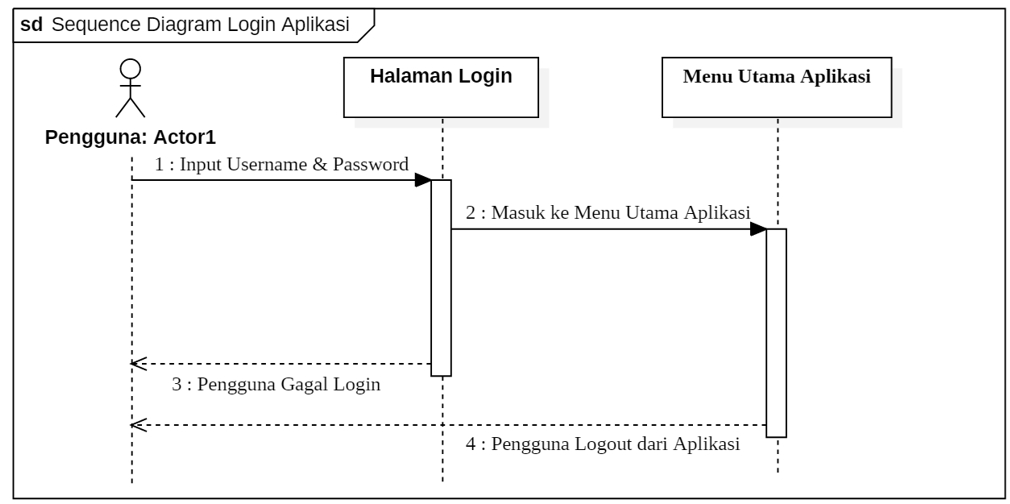 sd Sequence Diagram Login Aplikasi
Halaman Login
Menu Utama Aplikasi
Pengguna: Actor1
1 : Input Username & Password
2 : Masuk ke Menu Utama Aplikasi
3 : Pengguna Gagal Login
4 : Pengguna Logout dari Aplikasi